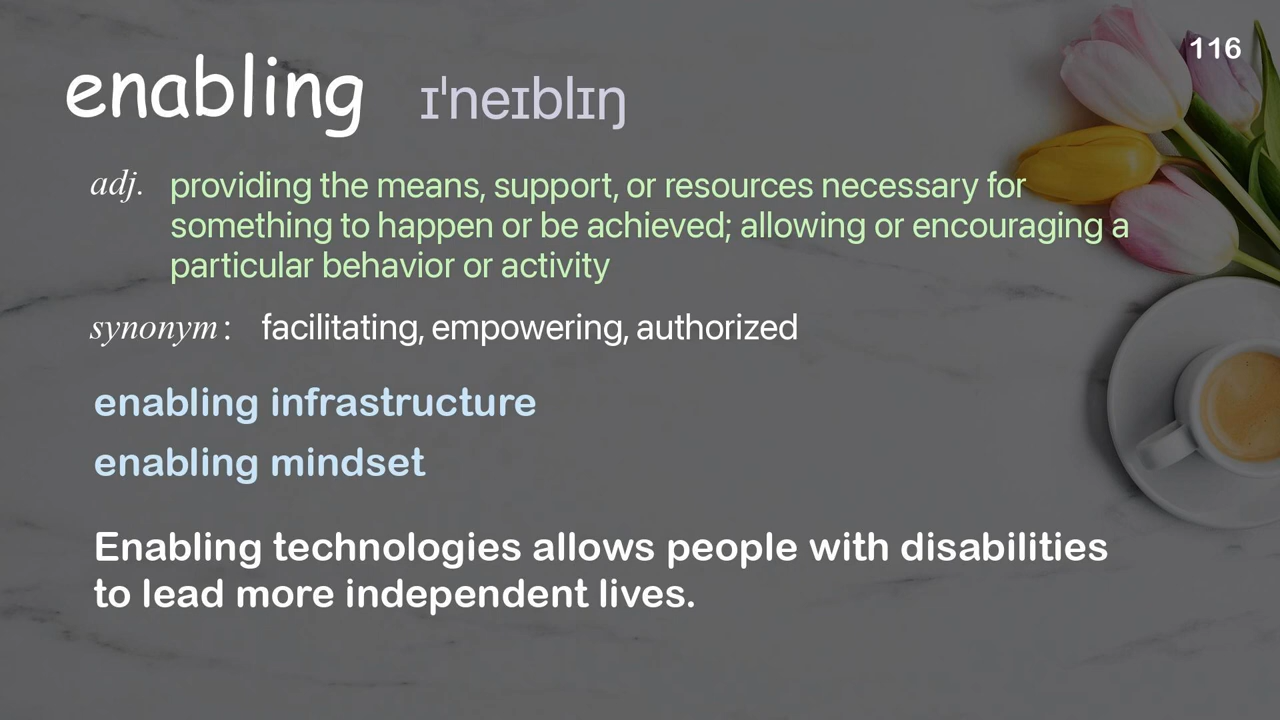 116
enabling ɪˈneɪblɪŋ
adj. providing the means, support, or resources necessary for
something to happen or be achieved; allowing or encouraging a
particular behavior or activity
synonym: facilitating, empowering, authorized
enabling infrastructure
enabling mindset
Enabling technologies allows people with disabilities
to lead more independent lives.